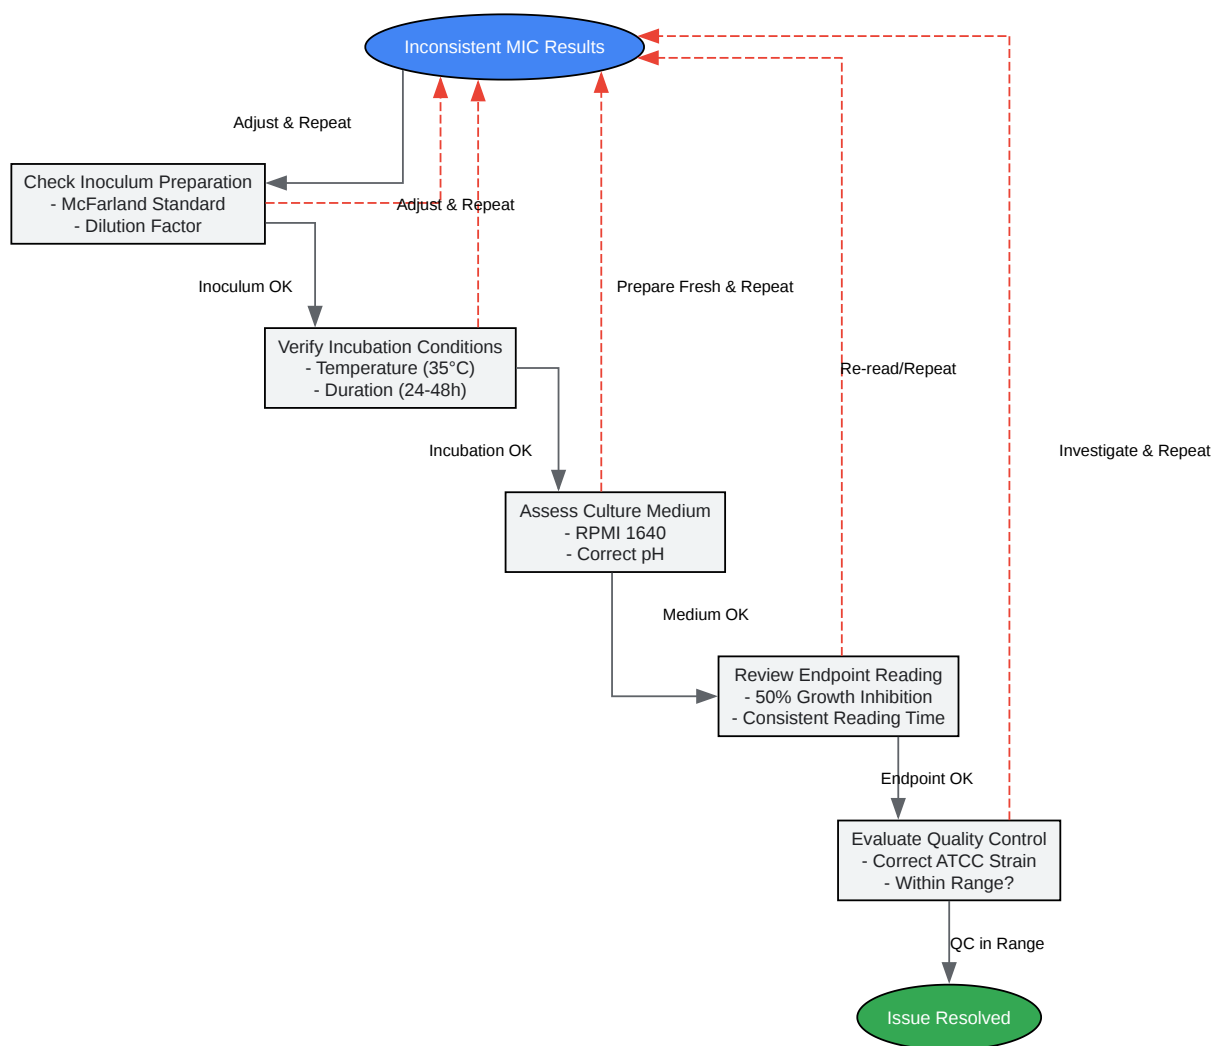 Inconsistent MIC Results
Adjust & Repeat
Check Inoculum Preparation
- McFarland Standard
- Dilution Factor
Adjust & Repeat
Inoculum OK
Prepare Fresh & Repeat
Verify Incubation Conditions
- Temperature (35°C)
- Duration (24-48h)
Re-read/Repeat
Incubation OK
Investigate & Repeat
Assess Culture Medium
- RPMI 1640
- Correct pH
Medium OK
Review Endpoint Reading
- 50% Growth Inhibition
- Consistent Reading Time
Endpoint OK
Evaluate Quality Control
- Correct ATCC Strain
- Within Range?
QC in Range
Issue Resolved